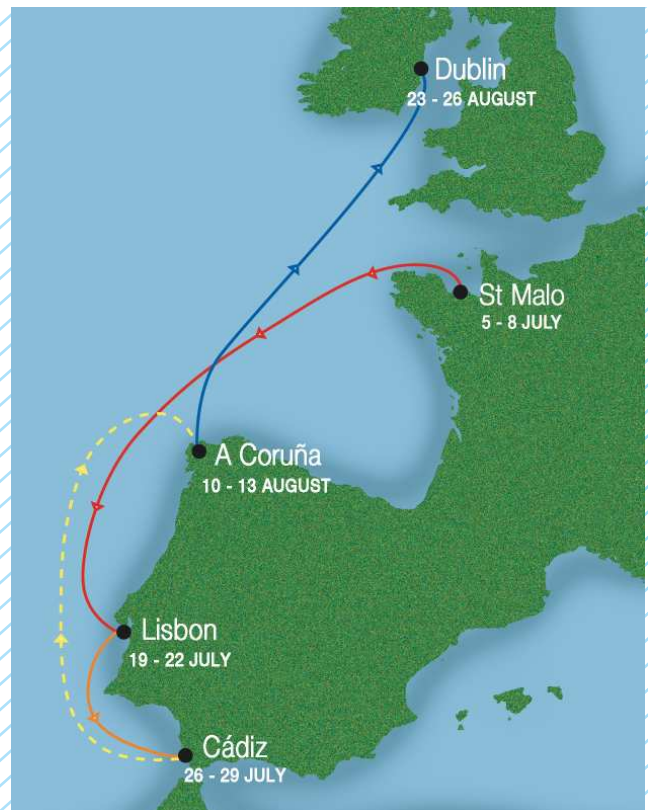 Dublin
23 - 26 AUGUST
St Malo
5 - 8 JULY
A Coruña
10 - 13 AUGUST
Lisbon
19 - 22 JULY
Cádiz
26 - 29 JULY